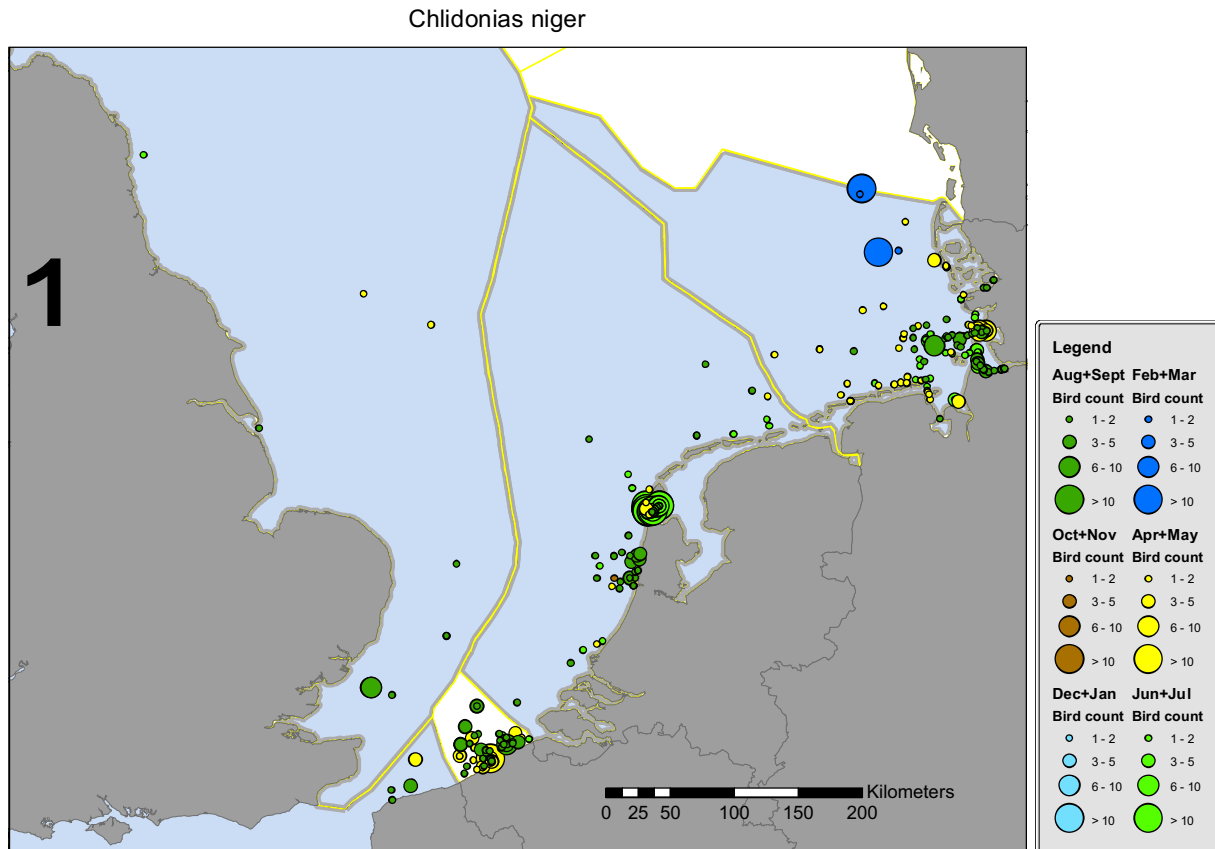 Chlidonias niger
1
Kilometers
0 25 50 100 150 200
Legend
Aug+Sept Feb+Mar
Bird count Bird count
1 - 2 1 - 2
3 - 5 3 - 5
6 - 10 6 - 10
> 10 > 10
Oct+Nov Apr+May
Bird count Bird count
1 - 2 1 - 2
3 - 5 3 - 5
6 - 10 6 - 10
> 10 > 10
Dec+Jan Jun+Jul
Bird count Bird count
1 - 2 1 - 2
3 - 5 3 - 5
6 - 10 6 - 10
> 10 > 10